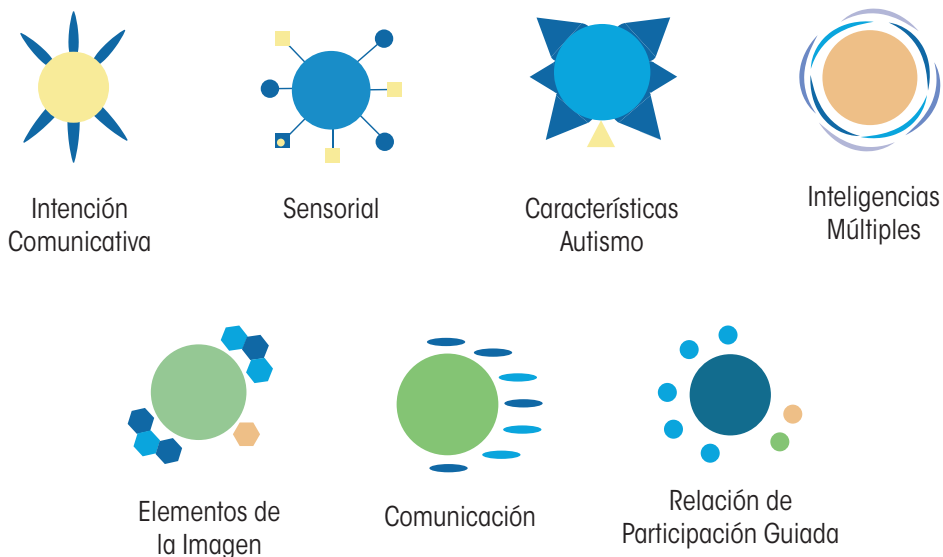 Intención
Comunicativa
Sensorial
Características
Autismo
Inteligencias
Múltiples
Elementos de
la Imagen
Comunicación
Relación de
Participación Guiada